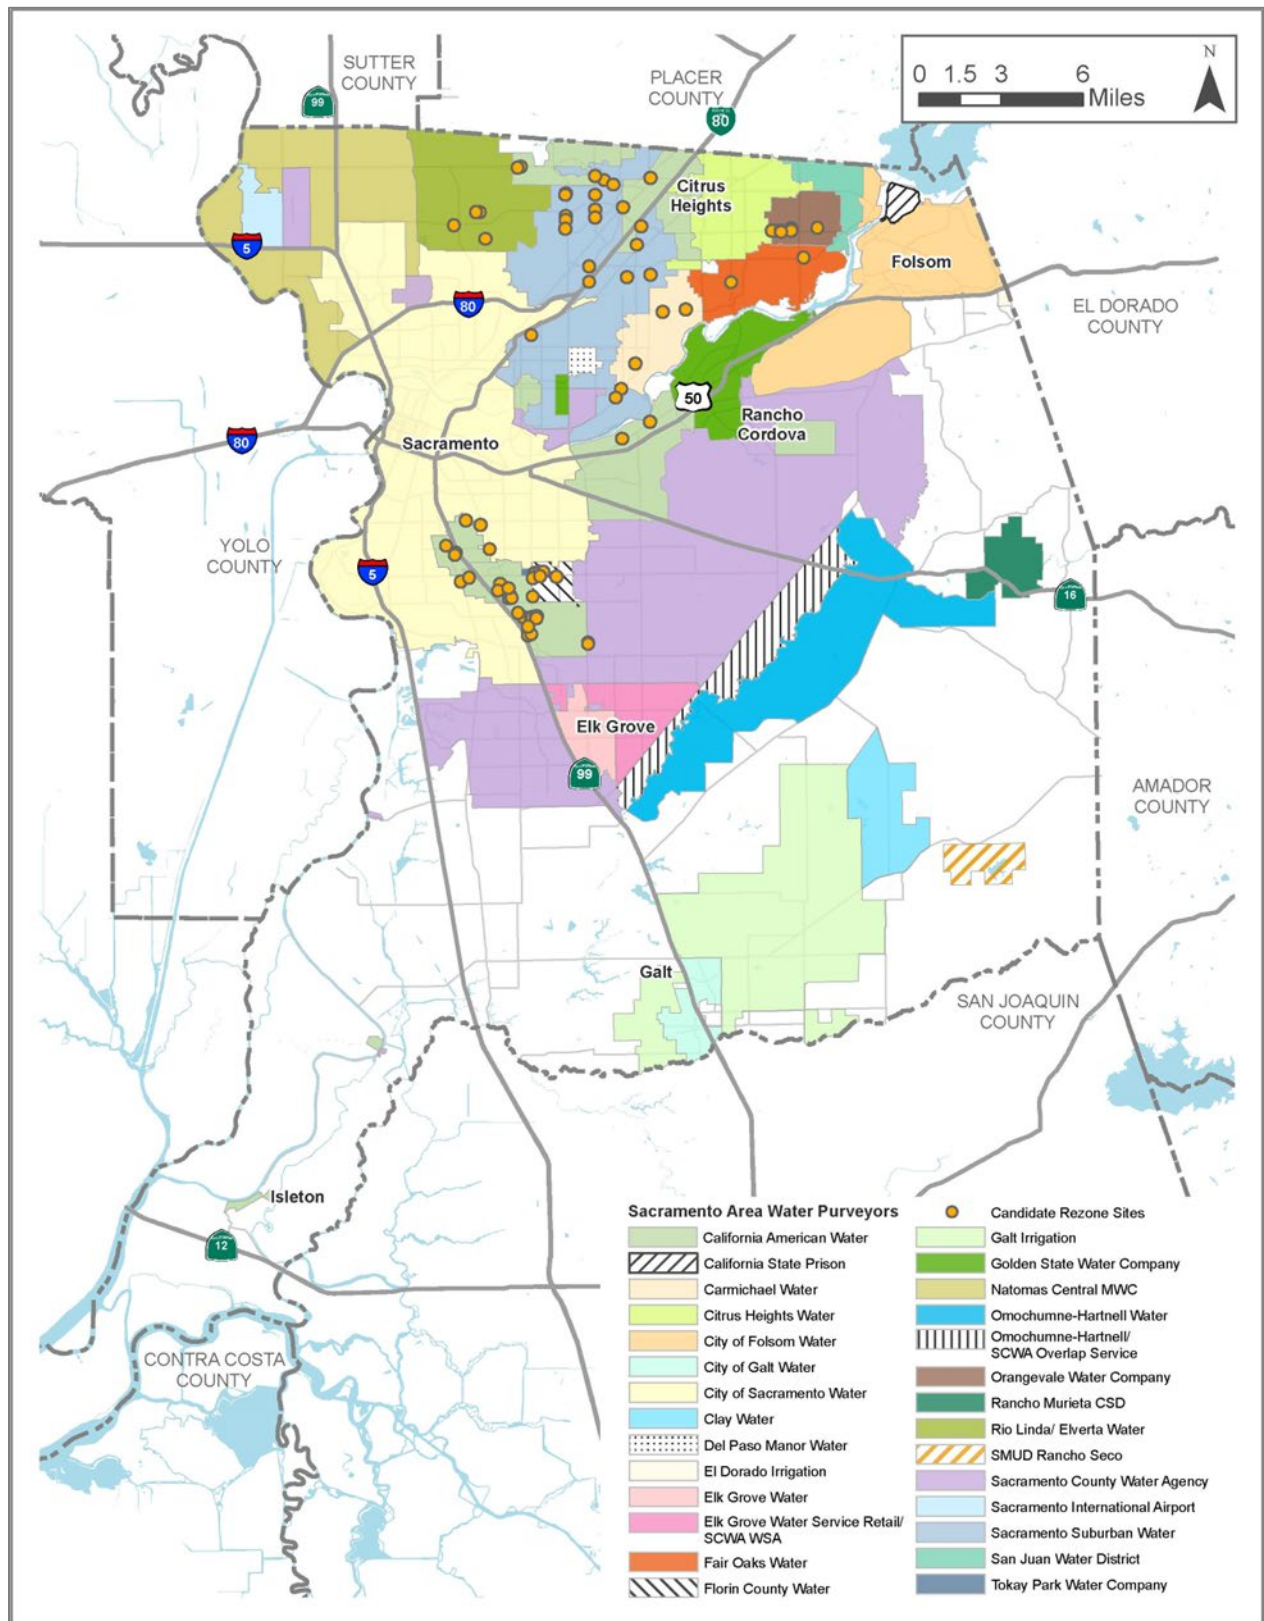 SUTTER
COUNTY
99
PLACER
COUNTY
80
N
0 1.5 3 6
Miles
Citrus
Heights
5
Folsom
80
EL DORADO
COUNTY
50
Rancho
Cordova
80
Sacramento
YOLO
COUNTY
5
16
Elk Grove
99
AMADOR
COUNTY
Galt
SAN JOAQUIN
COUNTY
Isleton
12
CONTRA COSTA
COUNTY
Sacramento Area Water Purveyors
California American Water
California State Prison
Carmichael Water
Citrus Heights Water
City of Folsom Water
City of Galt Water
City of Sacramento Water
Clay Water
Del Paso Manor Water
El Dorado Irrigation
Elk Grove Water
Elk Grove Water Service Retail/
SCWA WSA
Fair Oaks Water
Florin County Water
Candidate Rezone Sites
Galt Irrigation
Golden State Water Company
Natomas Central MWC
Omochumne-Hartnell Water
Omochumne-Hartnell/
SCWA Overlap Service
Orangevale Water Company
Rancho Murieta CSD
Rio Linda/ Elverta Water
SMUD Rancho Seco
Sacramento County Water Agency
Sacramento International Airport
Sacramento Suburban Water
San Juan Water District
Tokay Park Water Company